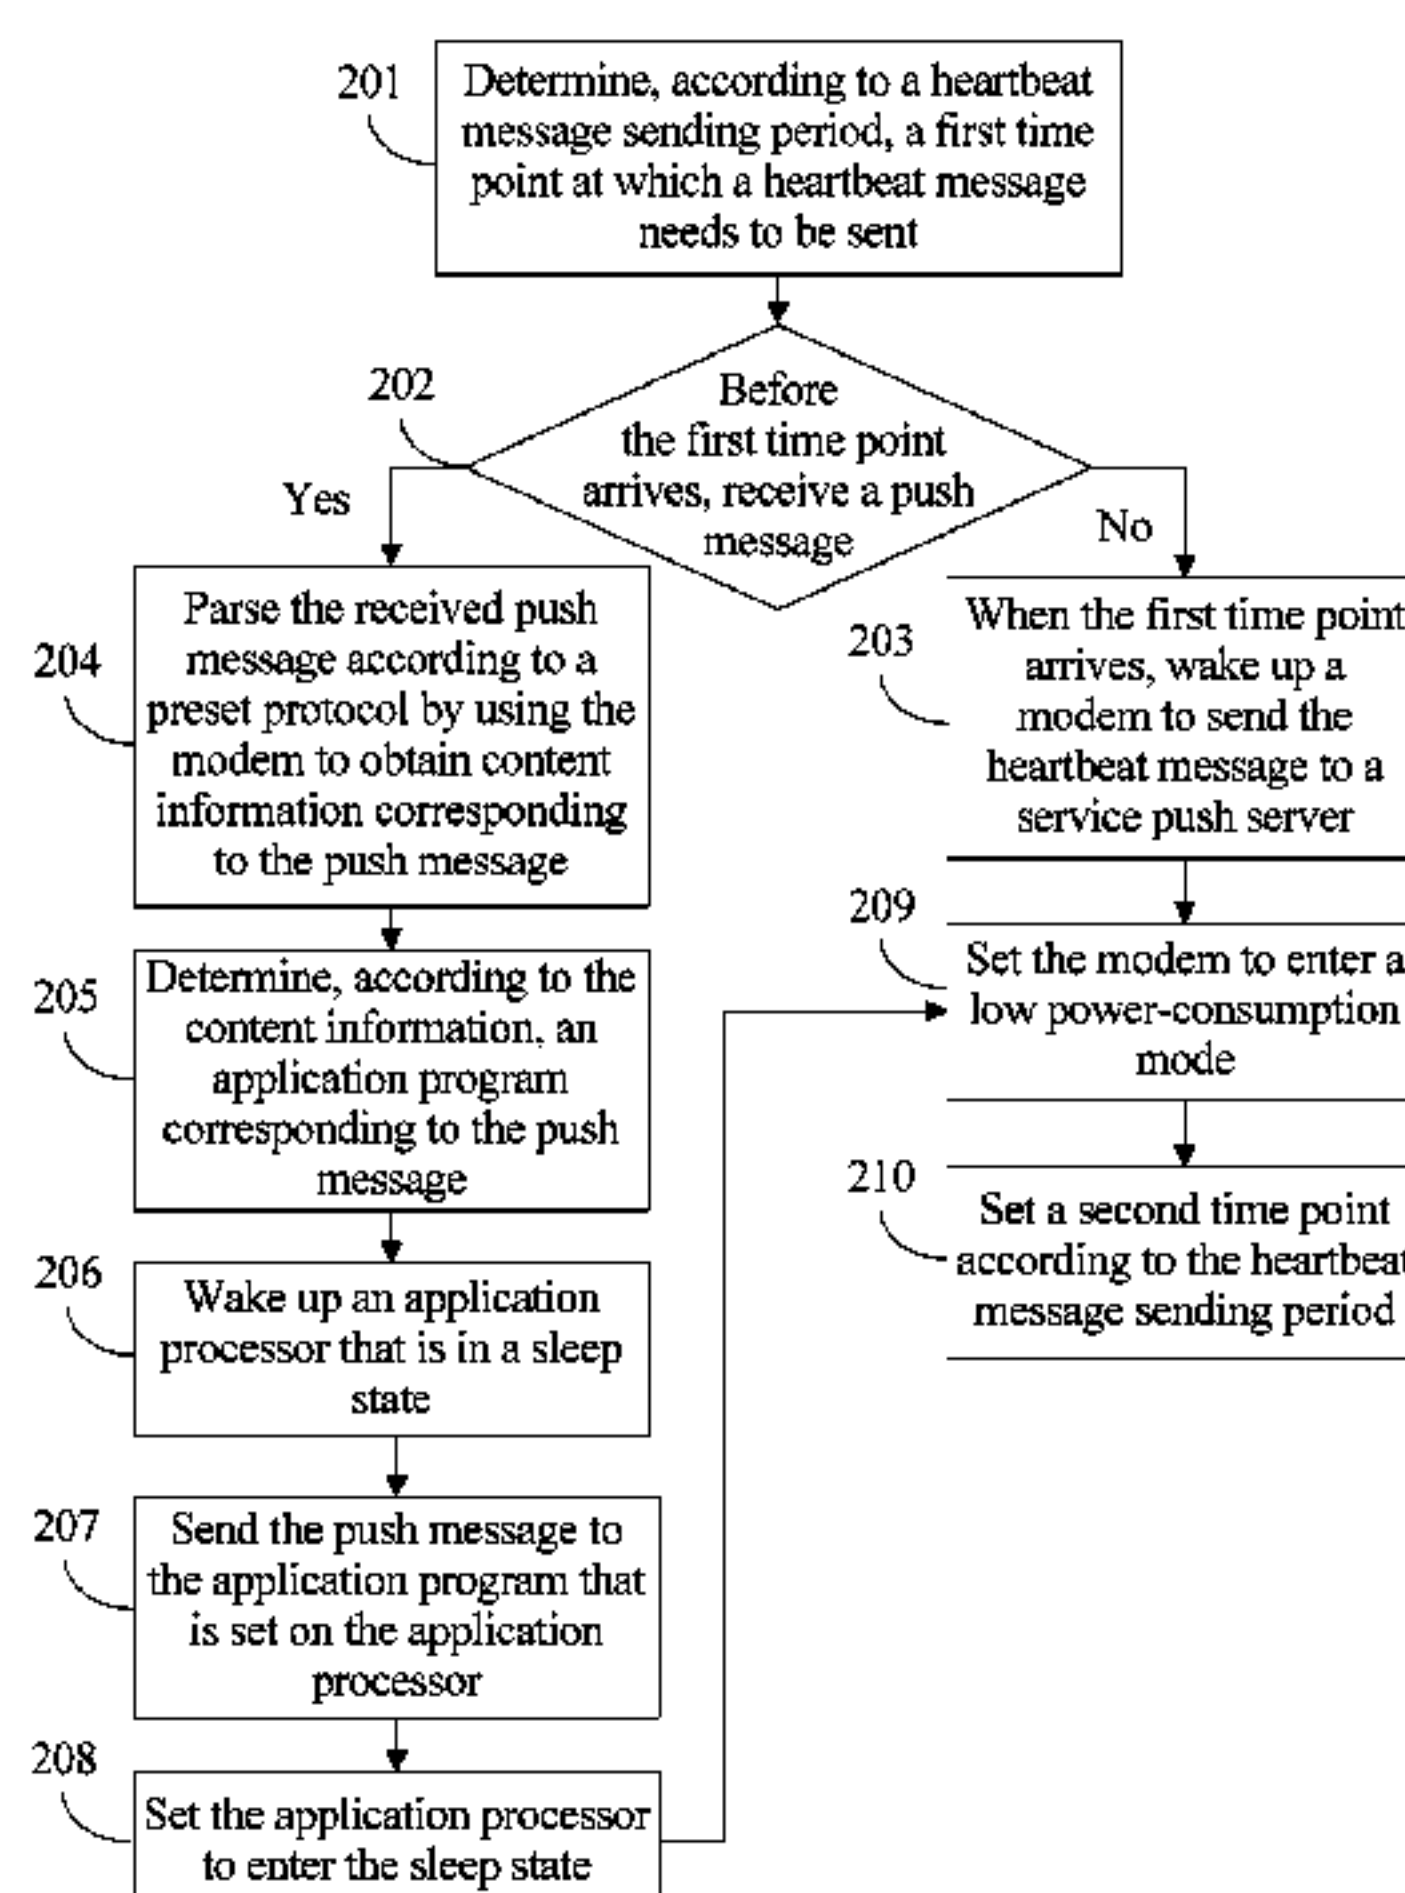 201
Determine, according to a heartbeat
message sending period, a first time
point at which a heartbeat message
needs to be sent
202
Before
the first time point
arrives, receive a push
message
Yes
No
204
Parse the received push
message according to a
preset protocol by using the
modem to obtain content
information corresponding
to the push message
203
When the first time point
arrives, wake up a
modem to send the
heartbeat message to a
service push server
205
Determine, according to the
content information, an
application program
corresponding to the push
message
209
Set the modem to enter a
low power-consumption
mode
206
Wake up an application
processor that is in a sleep
state
210
Set a second time point
according to the heartbeat
message sending period
207
Send the push message to
the application program that
is set on the application
processor
208
Set the application processor
to enter the sleep state